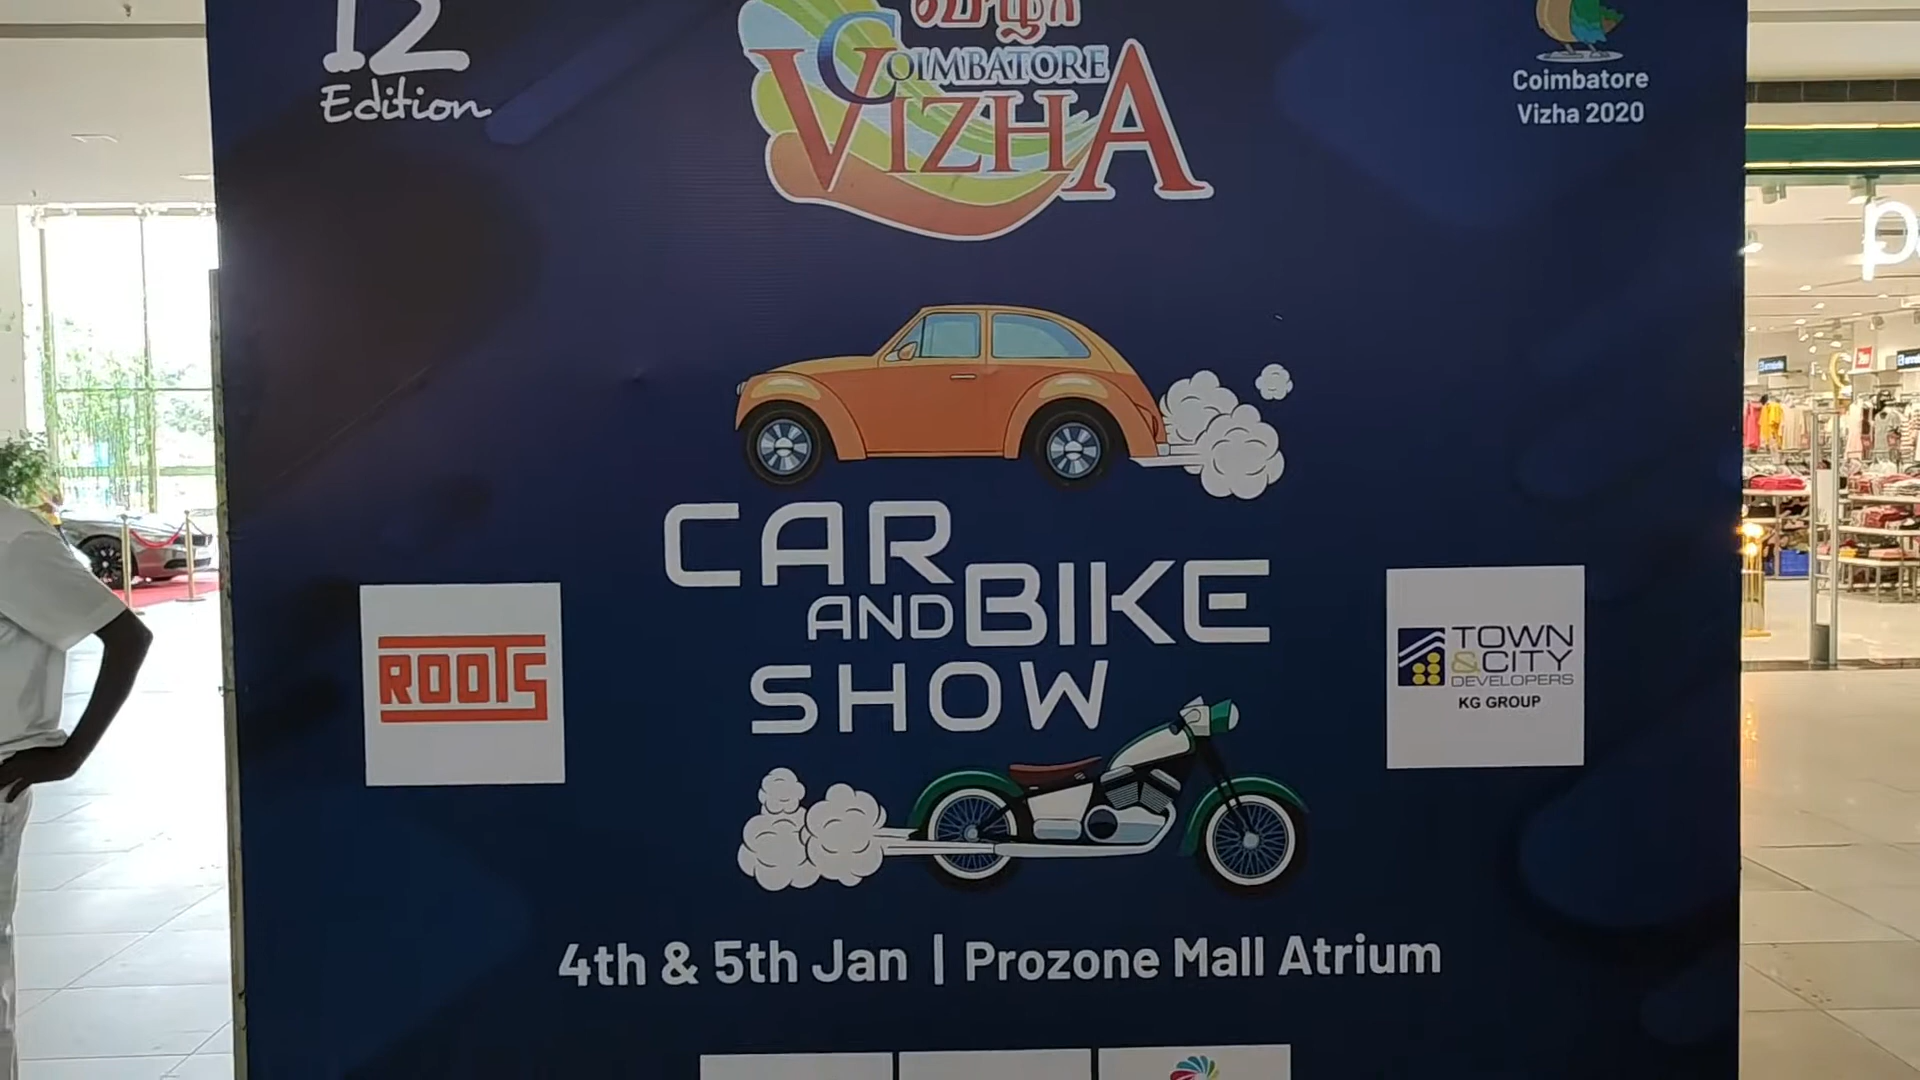 12
Edition
விழா
COIMBATORE
VIZHA
Coimbatore
Vizha 2020
CAR
AND BIKE
SHOW
ROOTS
TOWN
&CITY
DEVELOPERS
KG GROUP
4th & 5th Jan | Prozone Mall Atrium